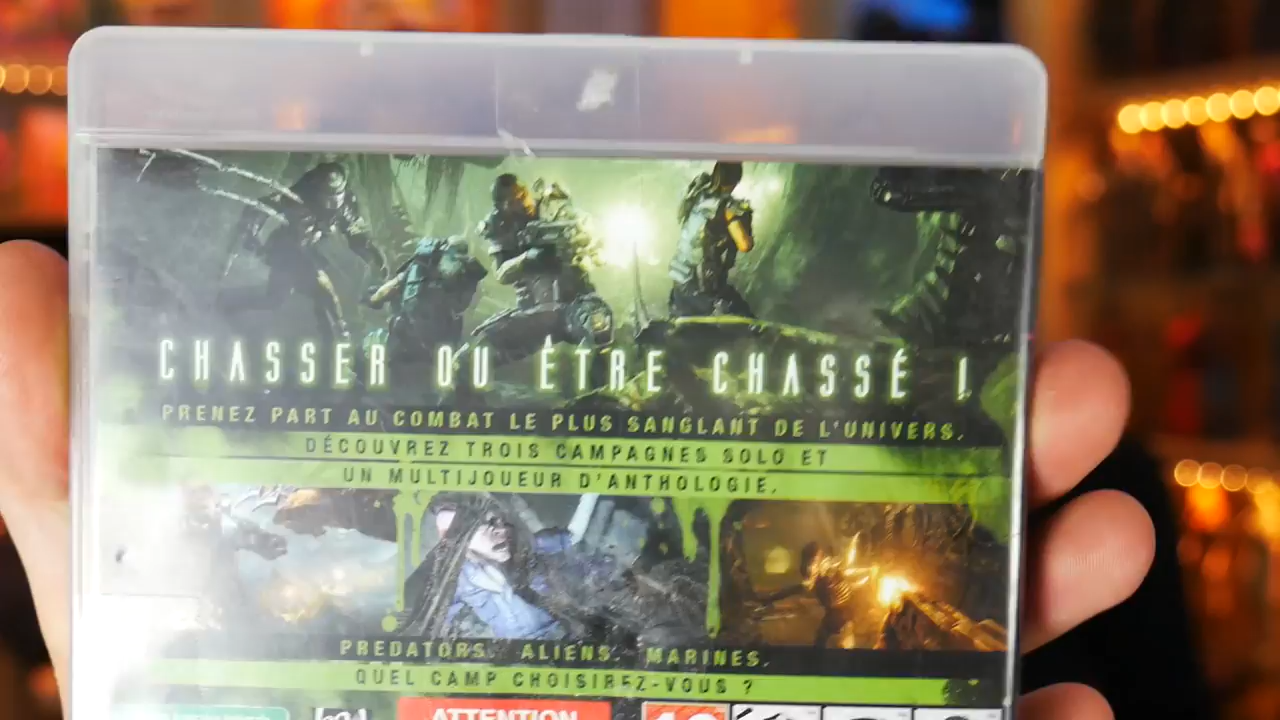 CHASSER OU ÊTRE CHASSÉ !
PRENEZ PART AU COMBAT LE PLUS SANGLANT DE L'UNIVERS.
DÉCOUVREZ TROIS CAMPAGNES SOLO ET
UN MULTIJOUEUR D'ANTHOLOGIE.
PREDATORS. ALIENS. MARINES.
QUEL CAMP CHOISIREZ-VOUS ?
ATTENTION